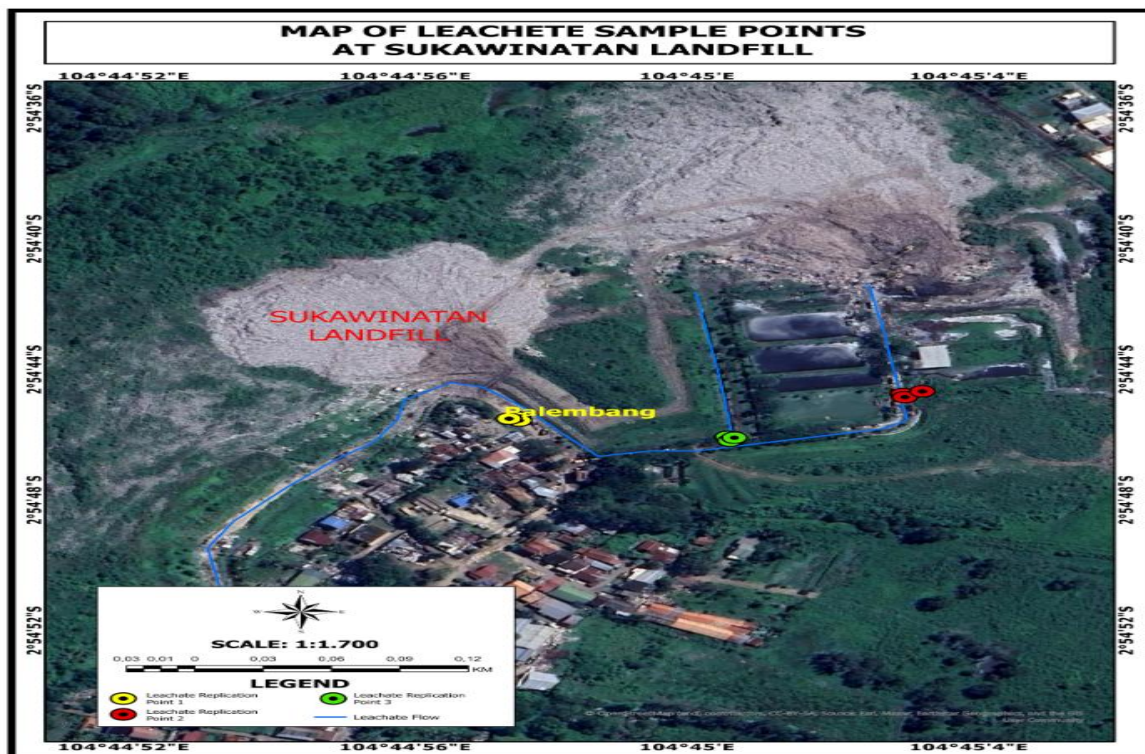 MAP OF LEACHETE SAMPLE POINTS
AT SUKAWINATAN LANDFILL
104°44'52"E 104°44'56"E 104°45'E 104°45'4"E
2°54'36"S 2°54'36"S
2°54'40"S 2°54'40"S
SUKAWINATAN
LANDFILL
2°54'44"S 2°54'44"S
Palembang
2°54'48"S 2°54'48"S
2°54'52"S 2°54'52"S
N
W E
S
SCALE: 1:1.700
0,03 0,01 0 0,03 0,06 0,09 0,12
KM
LEGEND
Leachate Replication
Point 1
Leachate Replication
Point 2
Leachate Replication
Point 3
Leachate Flow
User Community
104°44'52"E 104°44'56"E 104°45'E 104°45'4"E